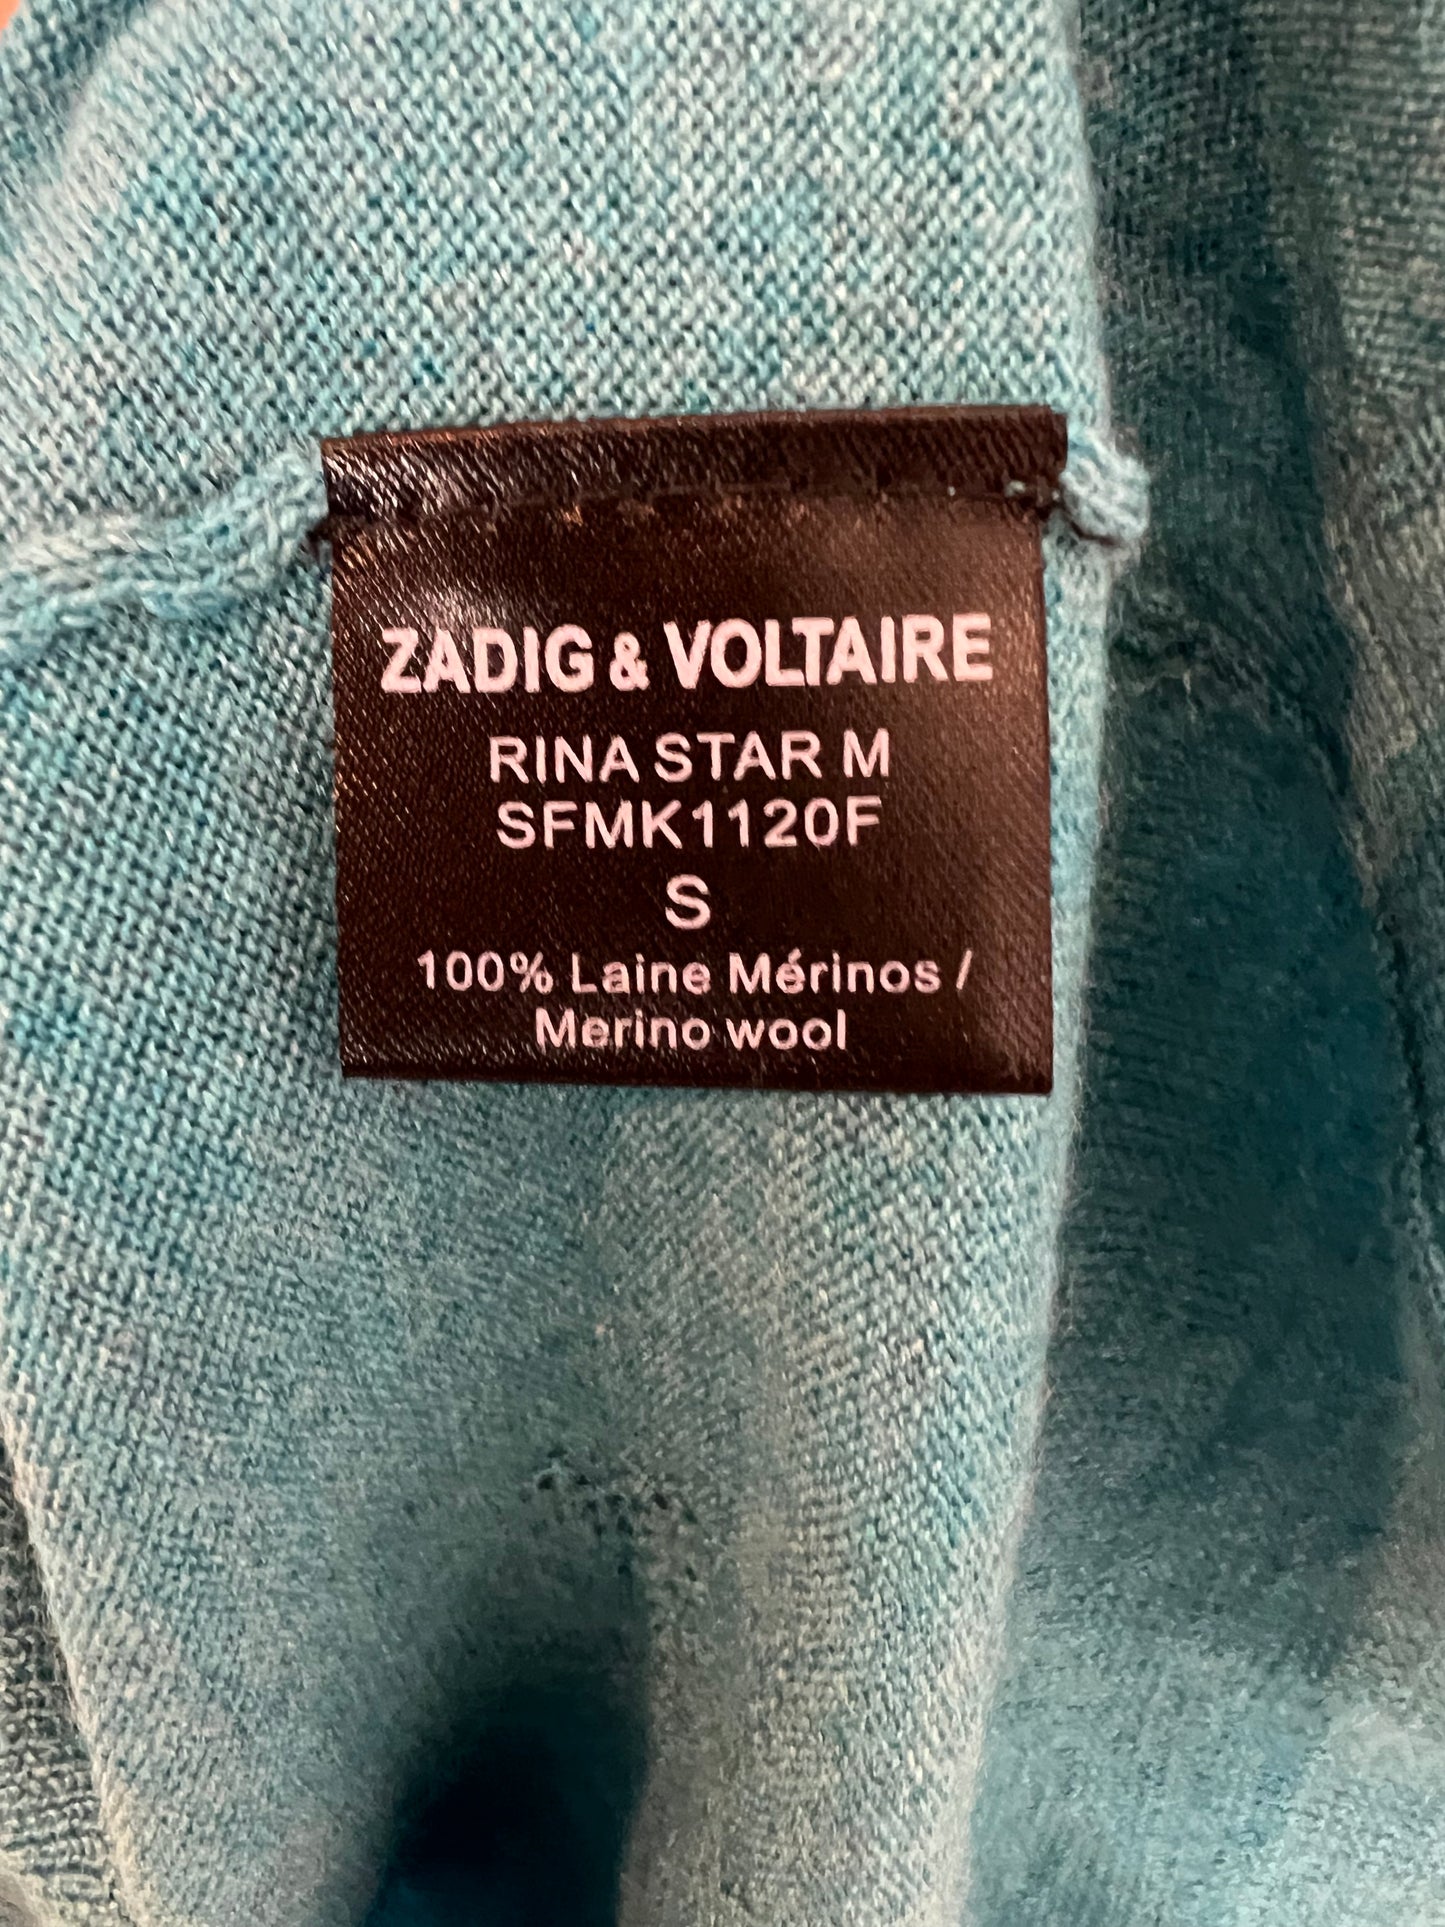 ZADIG & VOLTAIRE
RINA STAR M
SFMK1120F
S
100% Laine Mérinos /
Merino wool